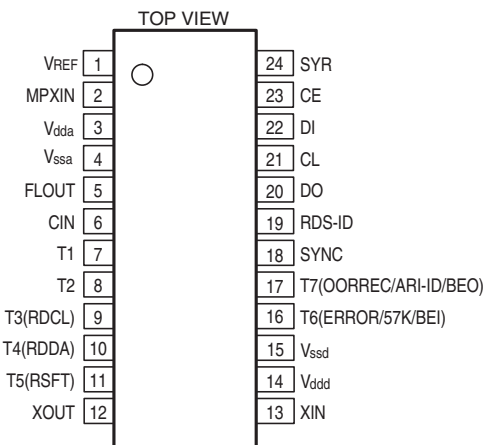 TOP VIEW
VREF 1
MPXIN 2
Vdda 3
Vssa 4
FLOUT 5
CIN 6
T1 7
T2 8
T3(RDCL) 9
T4(RDDA) 10
T5(RSFT) 11
XOUT 12
24 SYR
23 CE
22 DI
21 CL
20 DO
19 RDS-ID
18 SYNC
17 T7(OORREC/ARI-ID/BEO)
16 T6(ERROR/57K/BEI)
15 Vssd
14 Vddd
13 XIN